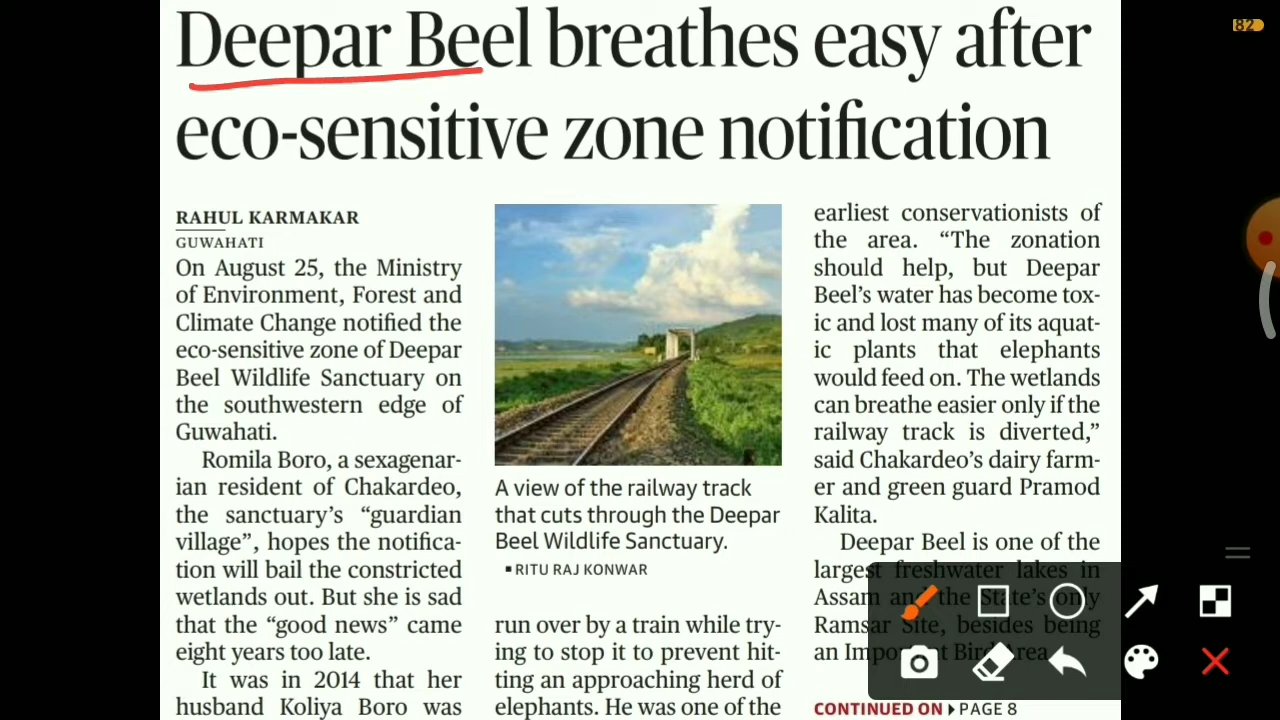 Deepar Beel breathes easy after
eco-sensitive zone notification
RAHUL KARMAKAR
GUWAHATI
On August 25, the Ministry
of Environment, Forest and
Climate Change notified the
eco-sensitive zone of Deepar
Beel Wildlife Sanctuary on
the southwestern edge of
Guwahati.
Romila Boro, a sexagenar-
ian resident of Chakardeo,
the sanctuary’s “guardian
village”, hopes the notifica-
tion will bail the constricted
wetlands out. But she is sad
that the “good news” came
eight years too late.
It was in 2014 that her
husband Koliya Boro was
A view of the railway track
that cuts through the Deepar
Beel Wildlife Sanctuary.
▪RITU RAJ KONWAR
run over by a train while try-
ing to stop it to prevent hit-
ting an approaching herd of
elephants. He was one of the
earliest conservationists of
the area. “The zonation
should help, but Deepar
Beel’s water has become tox-
ic and lost many of its aquat-
ic plants that elephants
would feed on. The wetlands
can breathe easier only if the
railway track is diverted,”
said Chakardeo’s dairy farm-
er and green guard Pramod
Kalita.
Deepar Beel is one of the
largest freshwater lakes in
Assam and the State’s only
Ramsar Site, besides being
an Important Bird Area.
CONTINUED ON ▸ PAGE 8
82